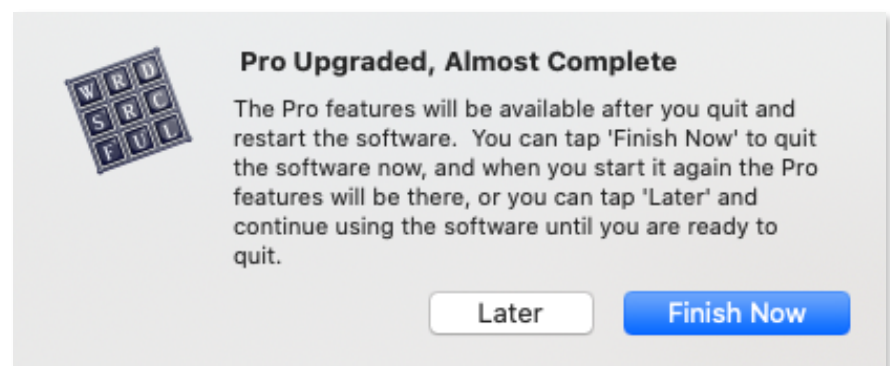 WRD
SRC
FUL
Pro Upgraded, Almost Complete
The Pro features will be available after you quit and
restart the software.  You can tap 'Finish Now' to quit
the software now, and when you start it again the Pro
features will be there, or you can tap 'Later' and
continue using the software until you are ready to
quit.
Later
Finish Now